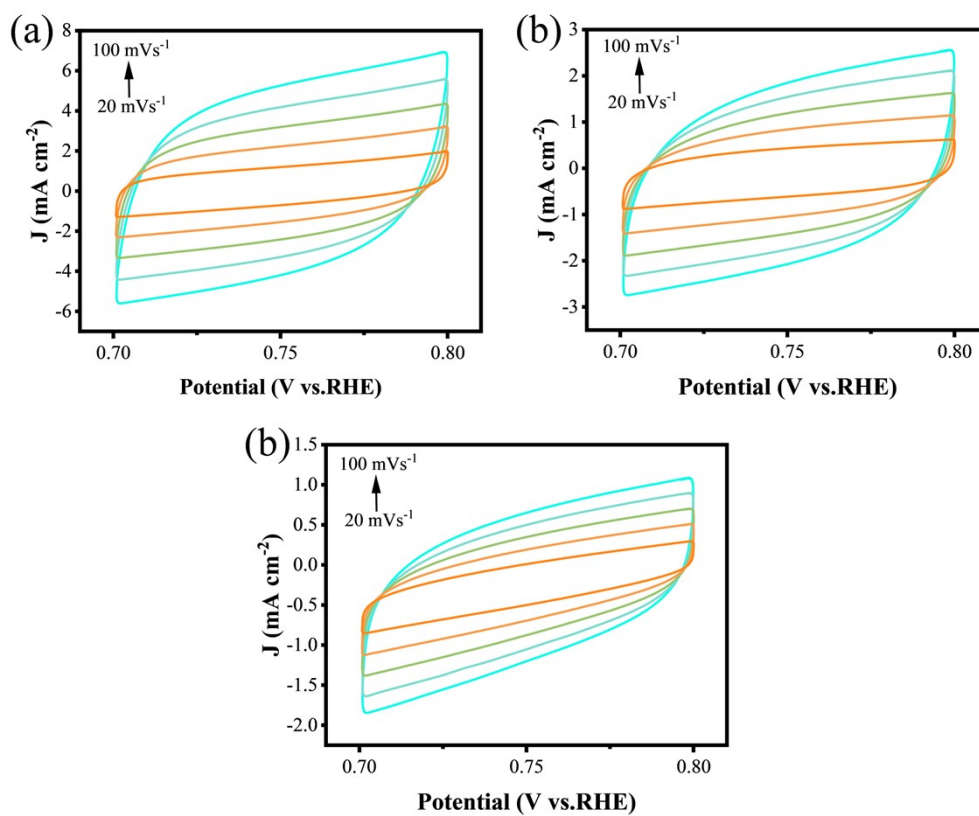 (a)
8
6
4
2
0
-2
-4
-6
J (mA cm⁻²)
100 mVs⁻¹
20 mVs⁻¹
0.70 0.75 0.80
Potential (V vs.RHE)
(b)
3
2
1
0
-1
-2
-3
J (mA cm⁻²)
100 mVs⁻¹
20 mVs⁻¹
0.70 0.75 0.80
Potential (V vs.RHE)
(b)
1.5
1.0
0.5
0.0
-0.5
-1.0
-1.5
-2.0
J (mA cm⁻²)
100 mVs⁻¹
20 mVs⁻¹
0.70 0.75 0.80
Potential (V vs.RHE)